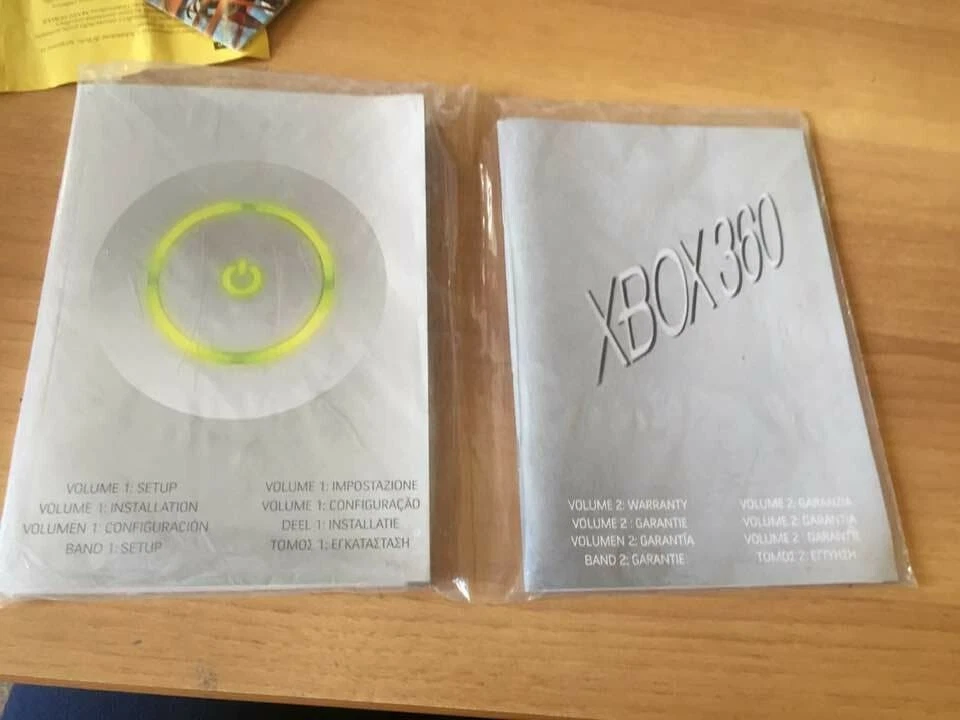 VOLUME 1: SETUP
VOLUME 1: INSTALLATION
VOLUMEN 1: CONFIGURACIÓN
BAND 1: SETUP
VOLUME 1: IMPOSTAZIONE
VOLUME 1: CONFIGURAÇÃO
DEEL 1: INSTALLATIE
ΤΟΜΟΣ 1: ΕΓΚΑΤΑΣΤΑΣΗ
XBOX 360
VOLUME 2: WARRANTY
VOLUME 2 : GARANTIE
VOLUMEN 2: GARANTÍA
BAND 2: GARANTIE
VOLUME 2: GARANZIA
VOLUME 2: GARANTIA
VOLUME 2 : GARANTIE
ΤΟΜΟΣ 2: ΕΓΓΥΗΣΗ